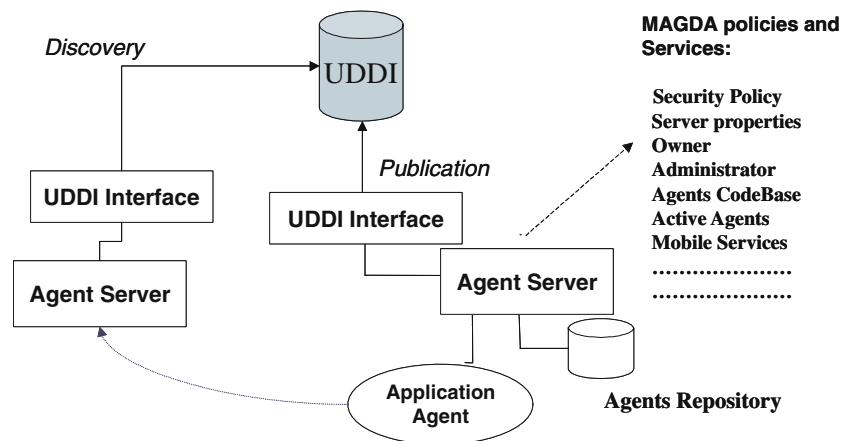 Discovery
UDDI
MAGDA policies and
Services:
Security Policy
Server properties
Owner
Administrator
Agents CodeBase
Active Agents
Mobile Services
.....................
.....................
Publication
UDDI Interface
UDDI Interface
Agent Server
Agent Server
Application
Agent
Agents Repository